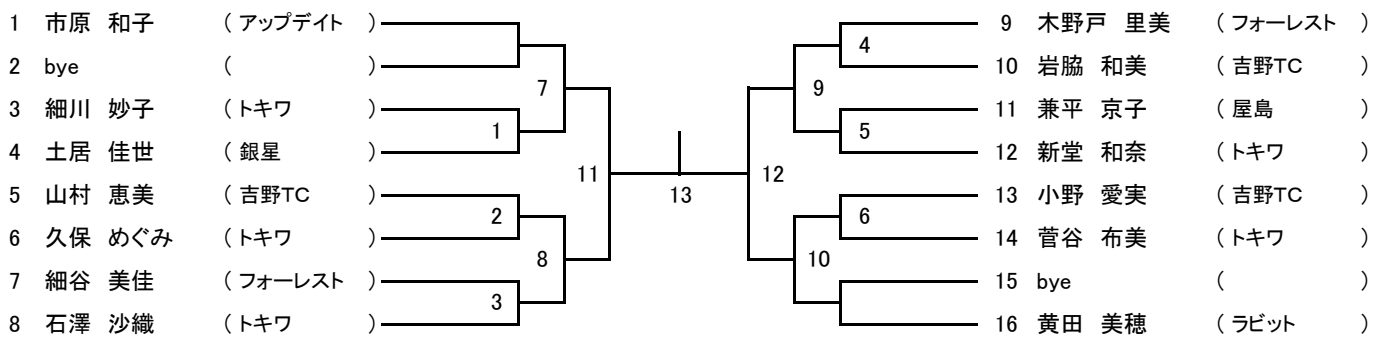 1 市原 和子 ( アップデイト )
2 bye ( )
3 細川 妙子 ( トキワ )
4 土居 佳世 ( 銀星 )
5 山村 恵美 ( 吉野TC )
6 久保 めぐみ ( トキワ )
7 細谷 美佳 ( フォーレスト )
8 石澤 沙織 ( トキワ )
7
1
11
2
8
3
13
12
4
9
5
6
10
9 木野戸 里美 ( フォーレスト )
10 岩脇 和美 ( 吉野TC )
11 兼平 京子 ( 屋島 )
12 新堂 和奈 ( トキワ )
13 小野 愛実 ( 吉野TC )
14 菅谷 布美 ( トキワ )
15 bye ( )
16 黄田 美穂 ( ラビット )